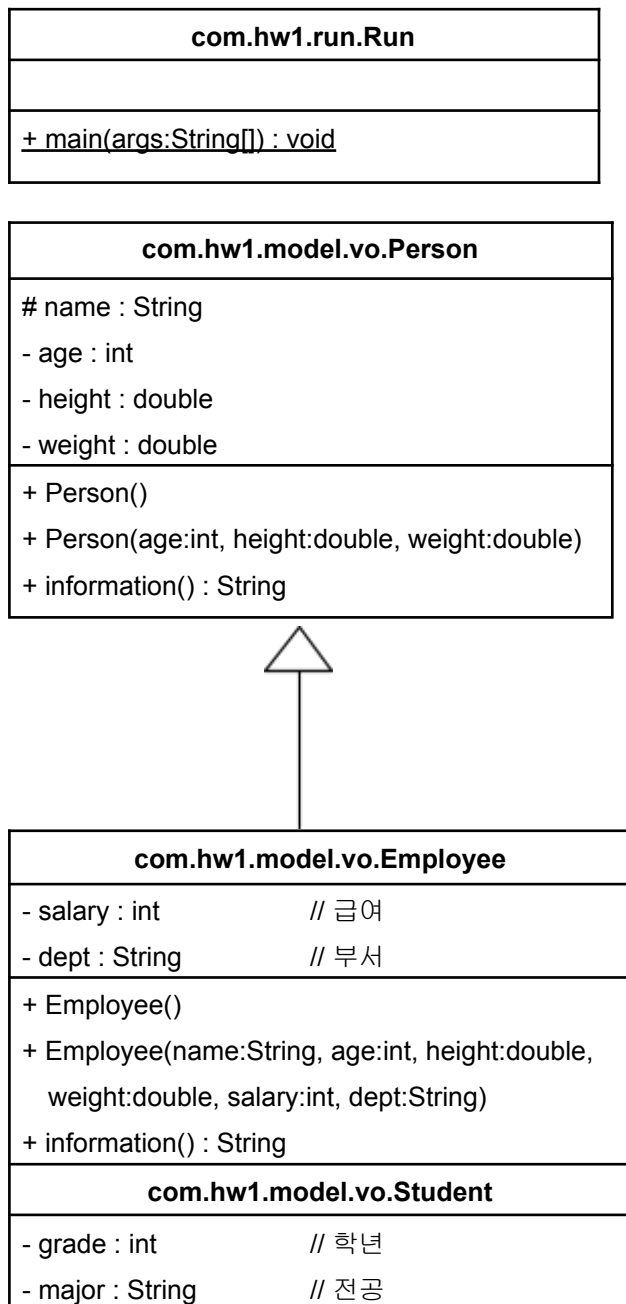 com.hw1.run.Run
+ main(args:String[]) : void
com.hw1.model.vo.Person
# name : String
- age : int
- height : double
- weight : double
+ Person()
+ Person(age:int, height:double, weight:double)
+ information() : String
com.hw1.model.vo.Employee
- salary : int // 급여
- dept : String // 부서
+ Employee()
+ Employee(name:String, age:int, height:double,
weight:double, salary:int, dept:String)
+ information() : String
com.hw1.model.vo.Student
- grade : int // 학년
- major : String // 전공